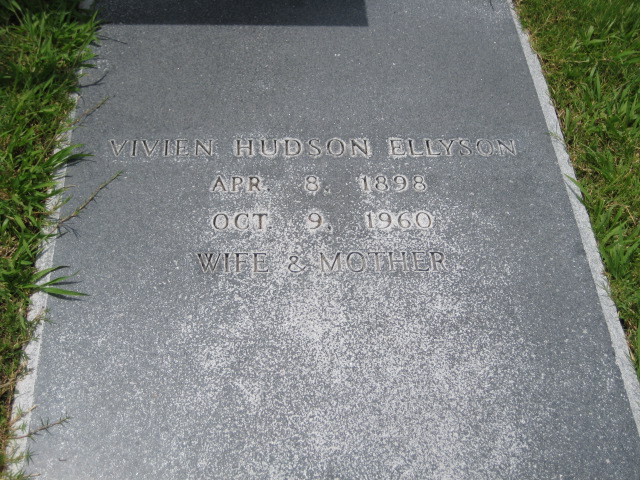 VIVIEN HUDSON ELLYSON
APR. 8, 1898
OCT. 9, 1960
WIFE & MOTHER